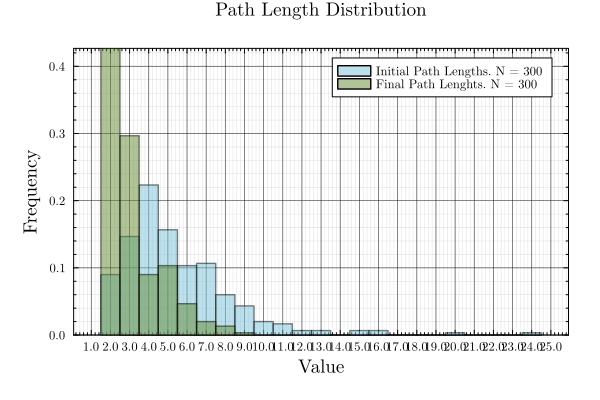 Path Length Distribution
Initial Path Lengths. N = 300
Final Path Lenghts. N = 300
0.4
0.3
0.2
0.1
0.0
Frequency
1.0 2.0 3.0 4.0 5.0 6.0 7.0 8.0 9.0 10.0 11.0 12.0 13.0 14.0 15.0 16.0 17.0 18.0 19.0 20.0 21.0 22.0 23.0 24.0 25.0
Value